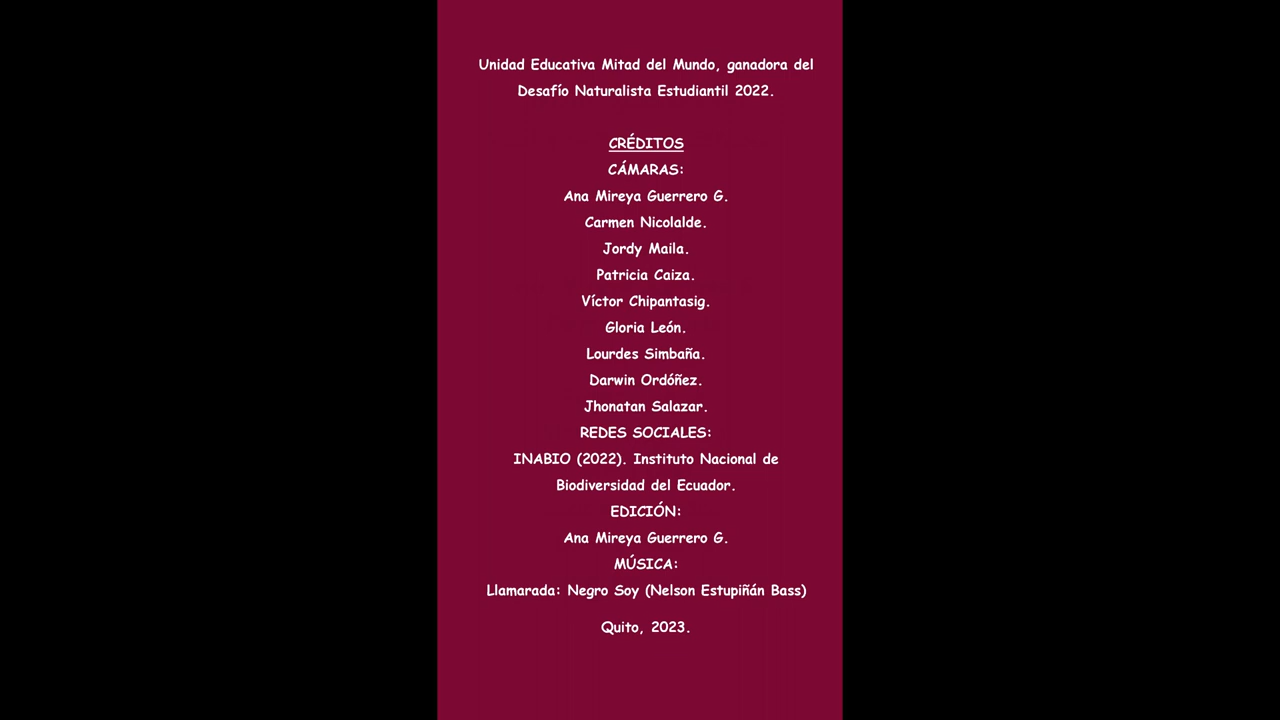 Unidad Educativa Mitad del Mundo, ganadora del
Desafío Naturalista Estudiantil 2022.
CRÉDITOS
CÁMARAS:
Ana Mireya Guerrero G.
Carmen Nicolalde.
Jordy Maila.
Patricia Caiza.
Víctor Chipantasig.
Gloria León.
Lourdes Simbaña.
Darwin Ordóñez.
Jhonatan Salazar.
REDES SOCIALES:
INABIO (2022). Instituto Nacional de
Biodiversidad del Ecuador.
EDICIÓN:
Ana Mireya Guerrero G.
MÚSICA:
Llamarada: Negro Soy (Nelson Estupiñán Bass)
Quito, 2023.